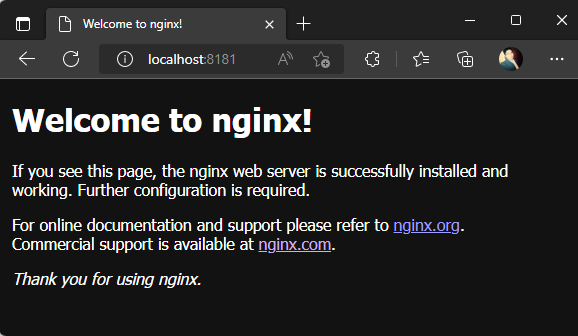 Welcome to nginx!
localhost:8181
Welcome to nginx!
If you see this page, the nginx web server is successfully installed and
working. Further configuration is required.
For online documentation and support please refer to nginx.org.
Commercial support is available at nginx.com.
Thank you for using nginx.